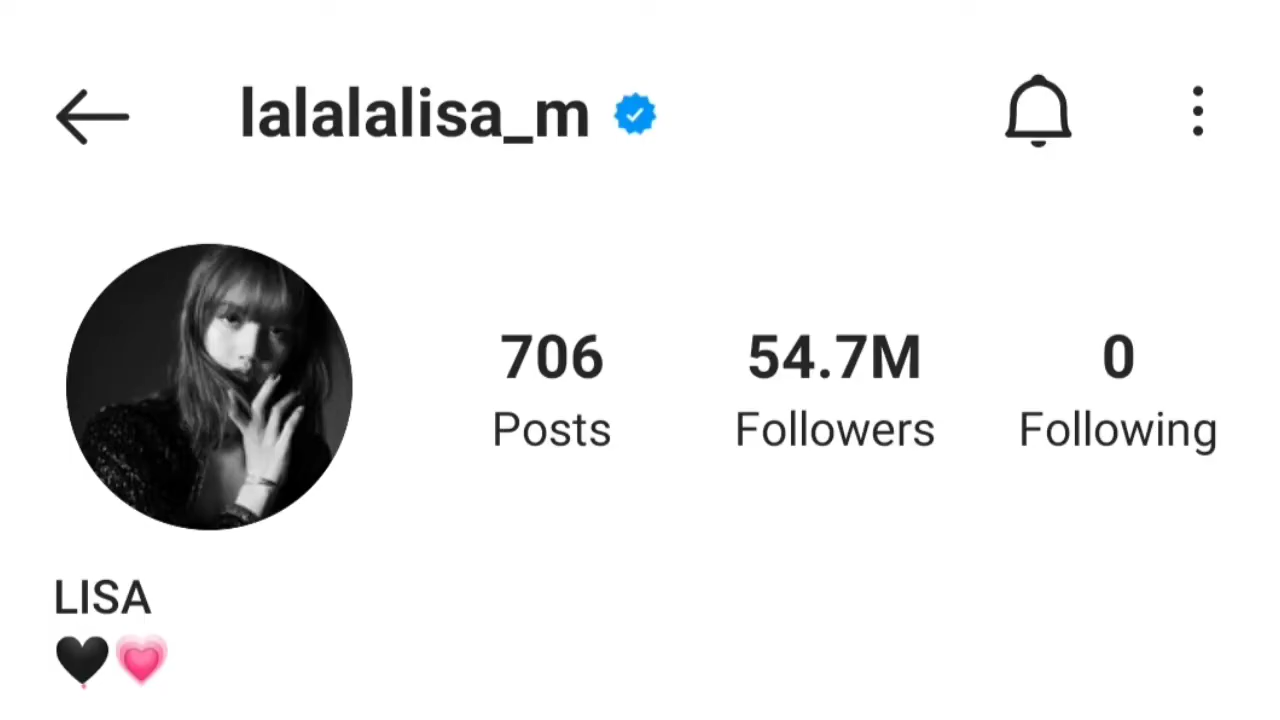 lalalalisa_m
706 54.7M 0
Posts Followers Following
LISA
🖤💗